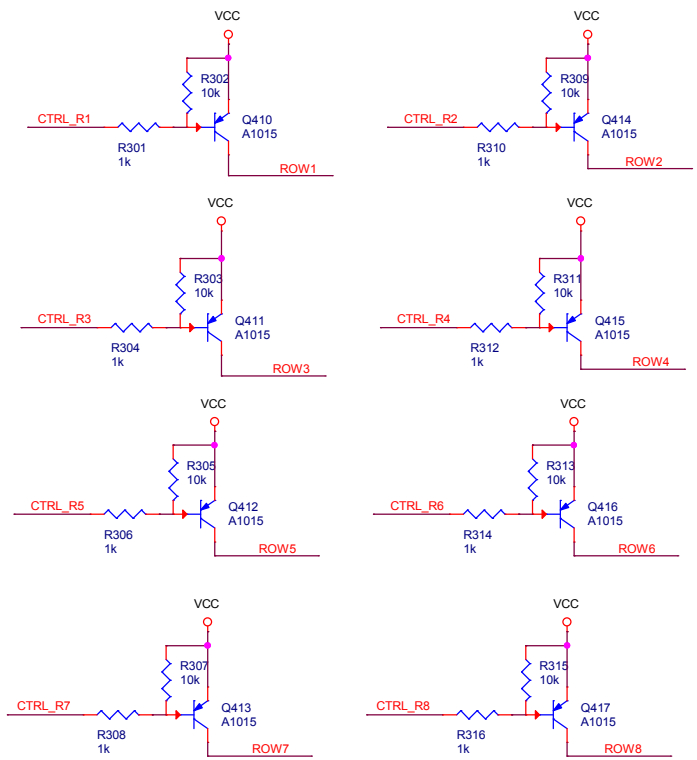 VCC
R302
10k
CTRL_R1
Q410
A1015
R301
1k
ROW1
VCC
R309
10k
CTRL_R2
Q414
A1015
R310
1k
ROW2
VCC
R303
10k
CTRL_R3
Q411
A1015
R304
1k
ROW3
VCC
R311
10k
CTRL_R4
Q415
A1015
R312
1k
ROW4
VCC
R305
10k
CTRL_R5
Q412
A1015
R306
1k
ROW5
VCC
R313
10k
CTRL_R6
Q416
A1015
R314
1k
ROW6
VCC
R307
10k
CTRL_R7
Q413
A1015
R308
1k
ROW7
VCC
R315
10k
CTRL_R8
Q417
A1015
R316
1k
ROW8